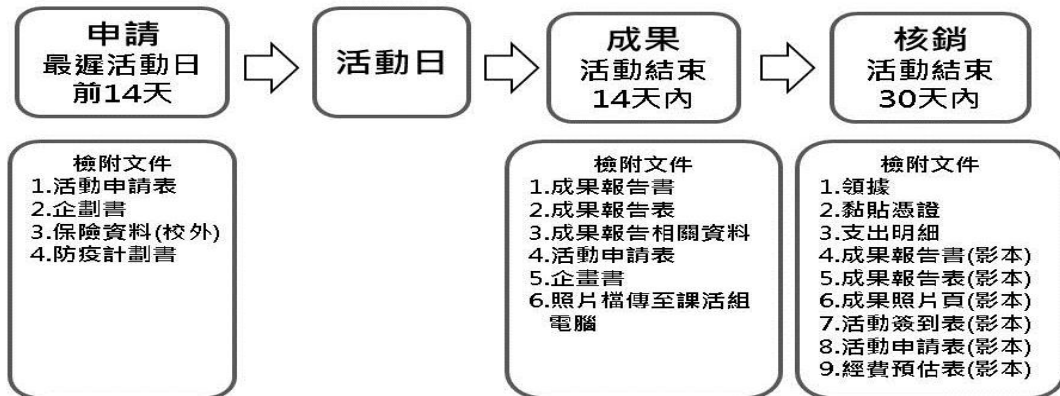 申請
最遲活動日
前14天
活動日
成果
活動結束
14天內
核銷
活動結束
30天內
檢附文件
1.活動申請表
2.企劃書
3.保險資料(校外)
4.防疫計劃書
檢附文件
1.成果報告書
2.成果報告表
3.成果報告相關資料
4.活動申請表
5.企畫書
6.照片檔傳至課活組
電腦
檢附文件
1.領據
2.黏貼憑證
3.支出明細
4.成果報告書(影本)
5.成果報告表(影本)
6.成果照片頁(影本)
7.活動簽到表(影本)
8.活動申請表(影本)
9.經費預估表(影本)